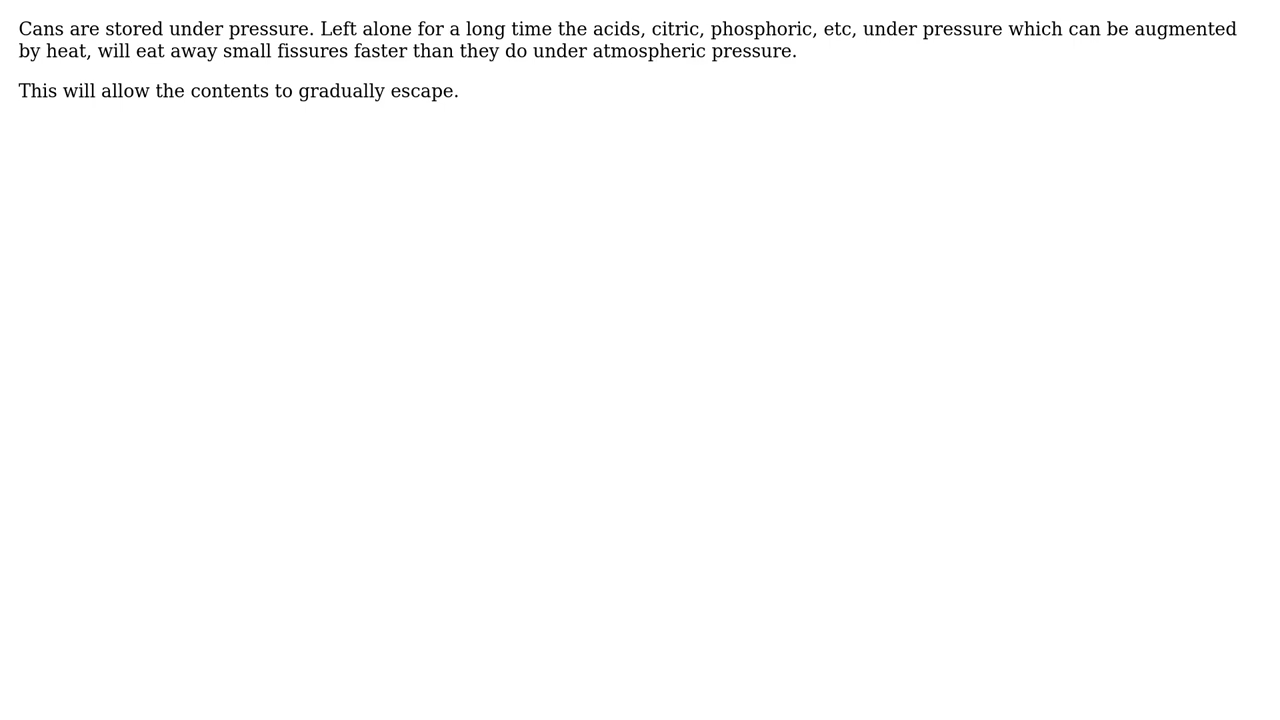 Cans are stored under pressure. Left alone for a long time the acids, citric, phosphoric, etc, under pressure which can be augmented
by heat, will eat away small fissures faster than they do under atmospheric pressure.
This will allow the contents to gradually escape.